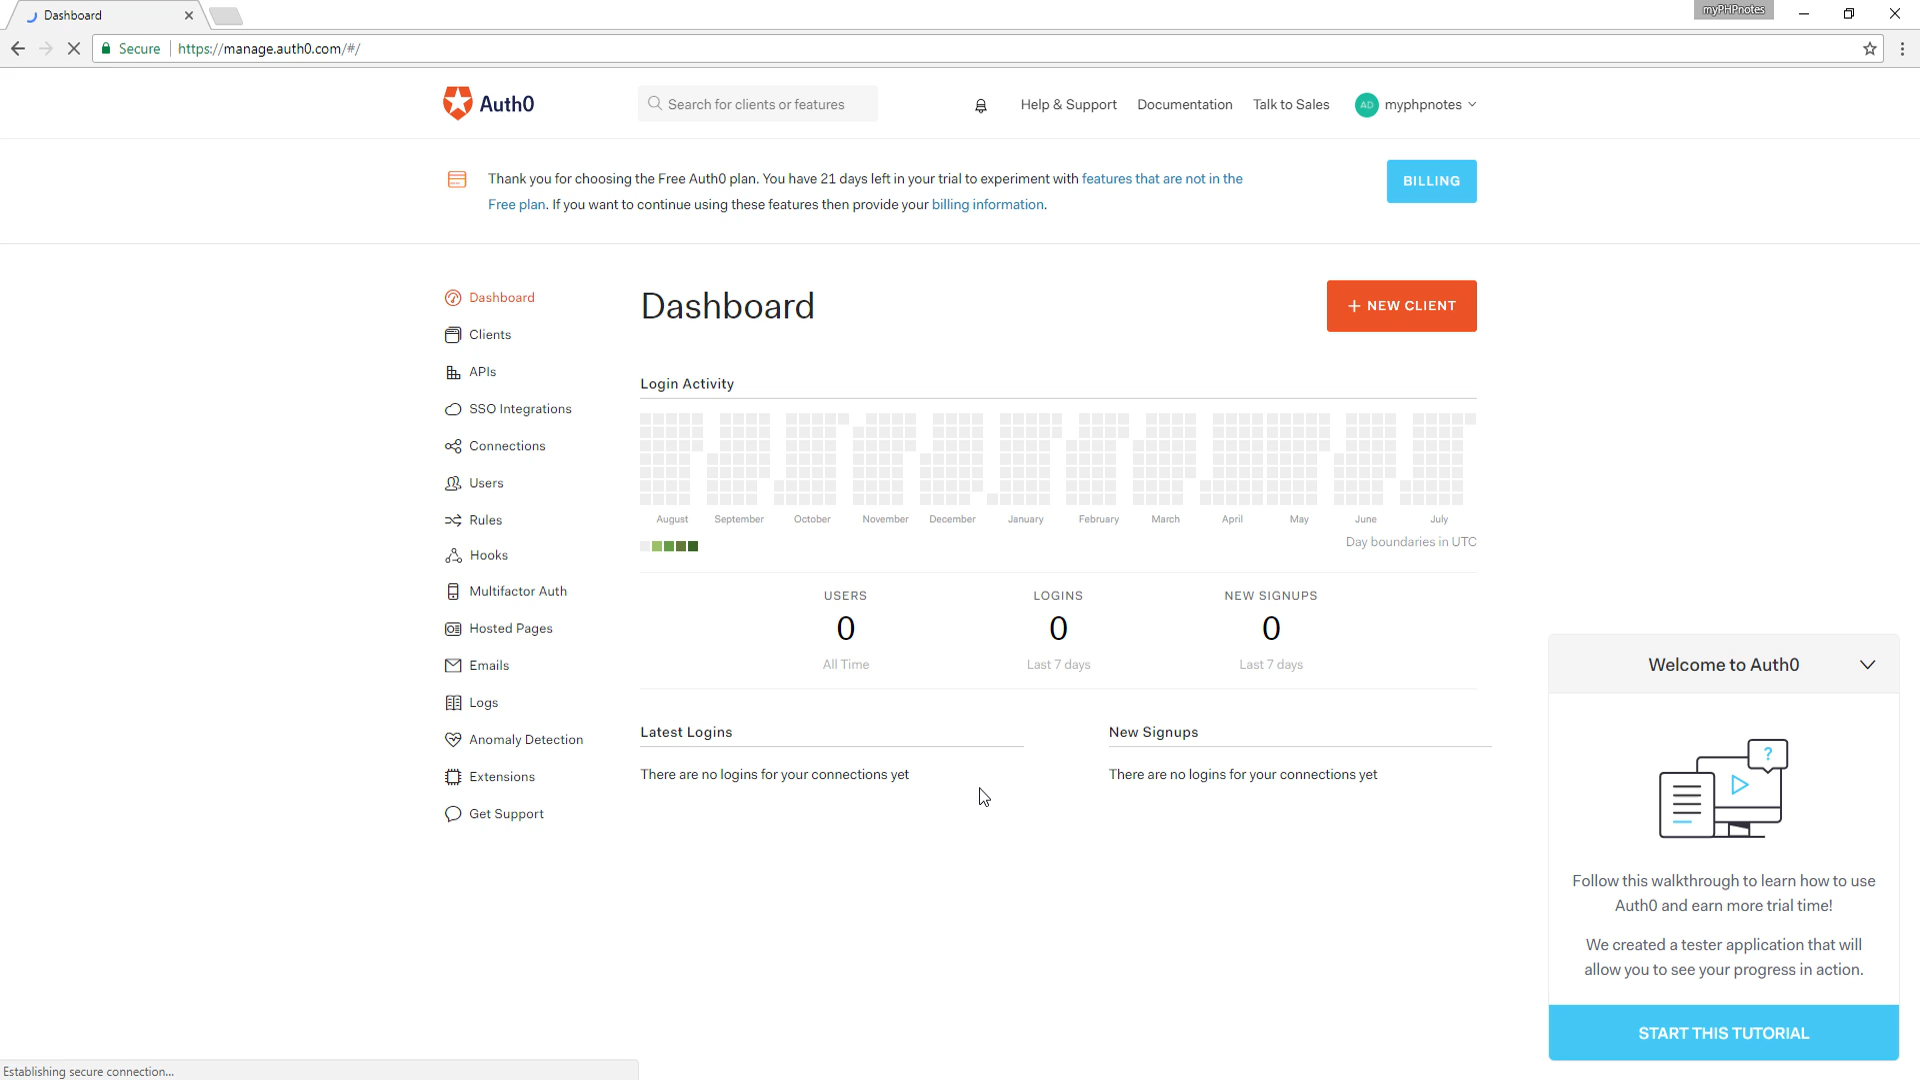 Dashboard
myPHPnotes
Secure
https://manage.auth0.com/#/
Auth0
Search for clients or features
Help & Support
Documentation
Talk to Sales
AD
myphpnotes
Thank you for choosing the Free Auth0 plan. You have 21 days left in your trial to experiment with features that are not in the
Free plan. If you want to continue using these features then provide your billing information.
BILLING
Dashboard
Clients
APIs
SSO Integrations
Connections
Users
Rules
Hooks
Multifactor Auth
Hosted Pages
Emails
Logs
Anomaly Detection
Extensions
Get Support
Dashboard
+ NEW CLIENT
Login Activity
August September October November December January February March April May June July
Day boundaries in UTC
USERS
0
All Time
LOGINS
0
Last 7 days
NEW SIGNUPS
0
Last 7 days
Latest Logins
There are no logins for your connections yet
New Signups
There are no logins for your connections yet
Welcome to Auth0
?
Follow this walkthrough to learn how to use
Auth0 and earn more trial time!
We created a tester application that will
allow you to see your progress in action.
START THIS TUTORIAL
Establishing secure connection...